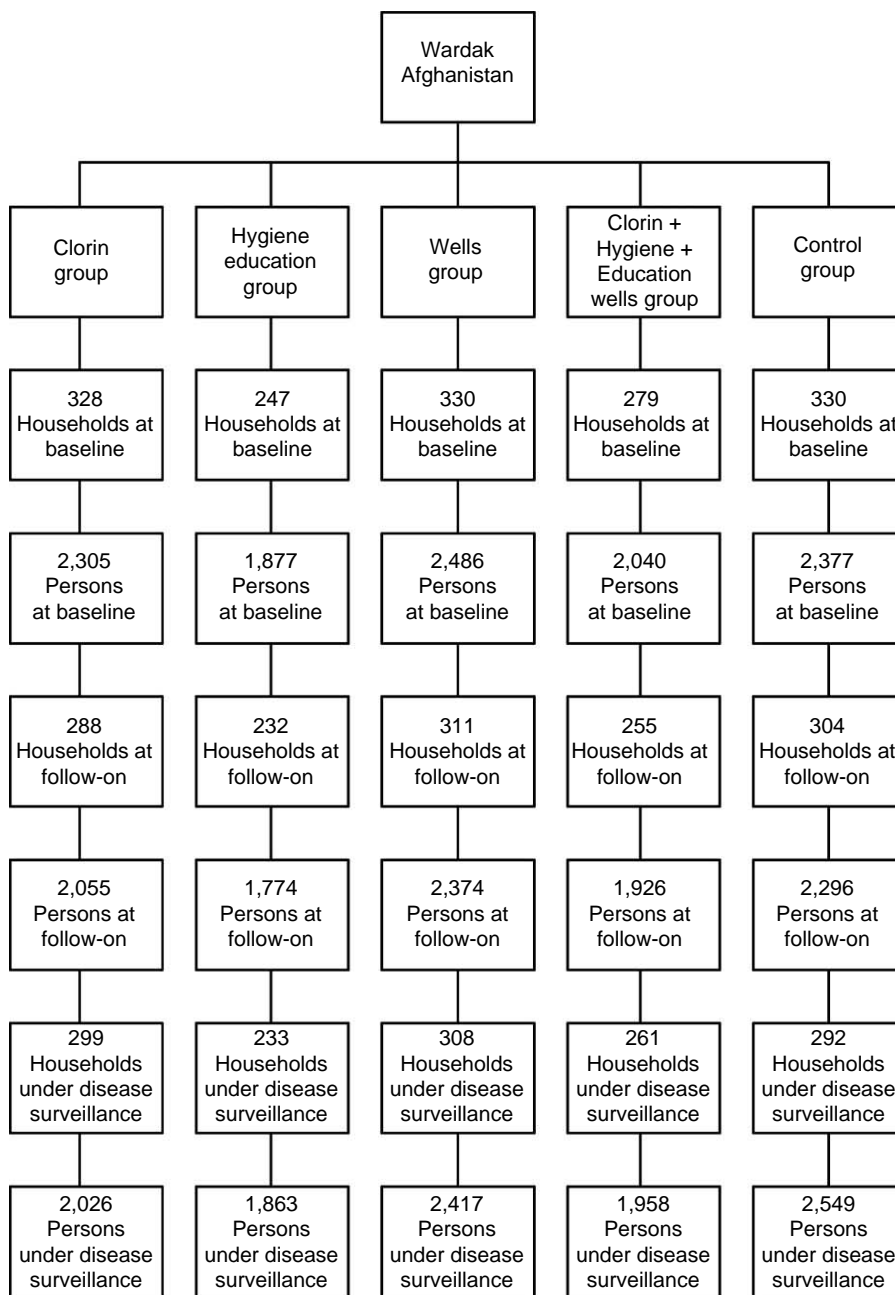 Wardak
Afghanistan
Clorin
group
Hygiene
education
group
Wells
group
Clorin +
Hygiene +
Education
wells group
Control
group
328
Households at
baseline
247
Households at
baseline
330
Households at
baseline
279
Households at
baseline
330
Households at
baseline
2,305
Persons
at baseline
1,877
Persons
at baseline
2,486
Persons
at baseline
2,040
Persons
at baseline
2,377
Persons
at baseline
288
Households at
follow-on
232
Households at
follow-on
311
Households at
follow-on
255
Households at
follow-on
304
Households at
follow-on
2,055
Persons at
follow-on
1,774
Persons at
follow-on
2,374
Persons at
follow-on
1,926
Persons at
follow-on
2,296
Persons at
follow-on
299
Households
under disease
surveillance
233
Households
under disease
surveillance
308
Households
under disease
surveillance
261
Households
under disease
surveillance
292
Households
under disease
surveillance
2,026
Persons
under disease
surveillance
1,863
Persons
under disease
surveillance
2,417
Persons
under disease
surveillance
1,958
Persons
under disease
surveillance
2,549
Persons
under disease
surveillance